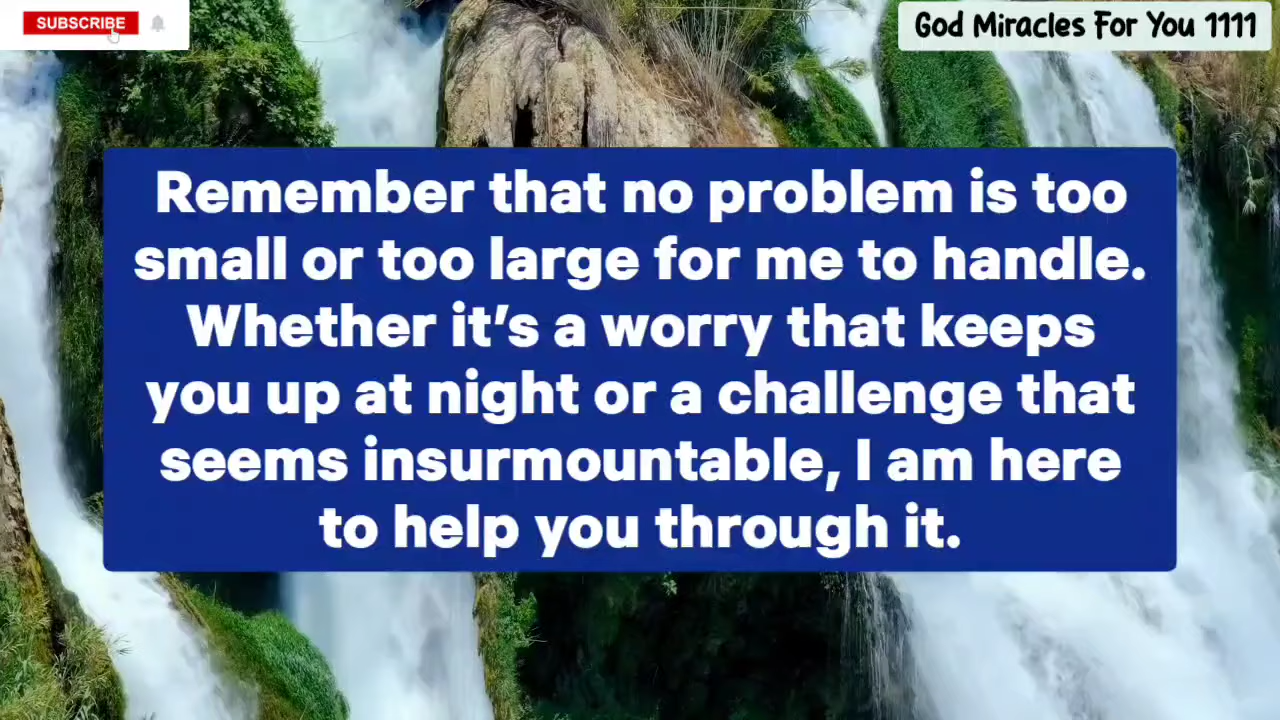 SUBSCRIBE
God Miracles For You 1111
Remember that no problem is too
small or too large for me to handle.
Whether it’s a worry that keeps
you up at night or a challenge that
seems insurmountable, I am here
to help you through it.